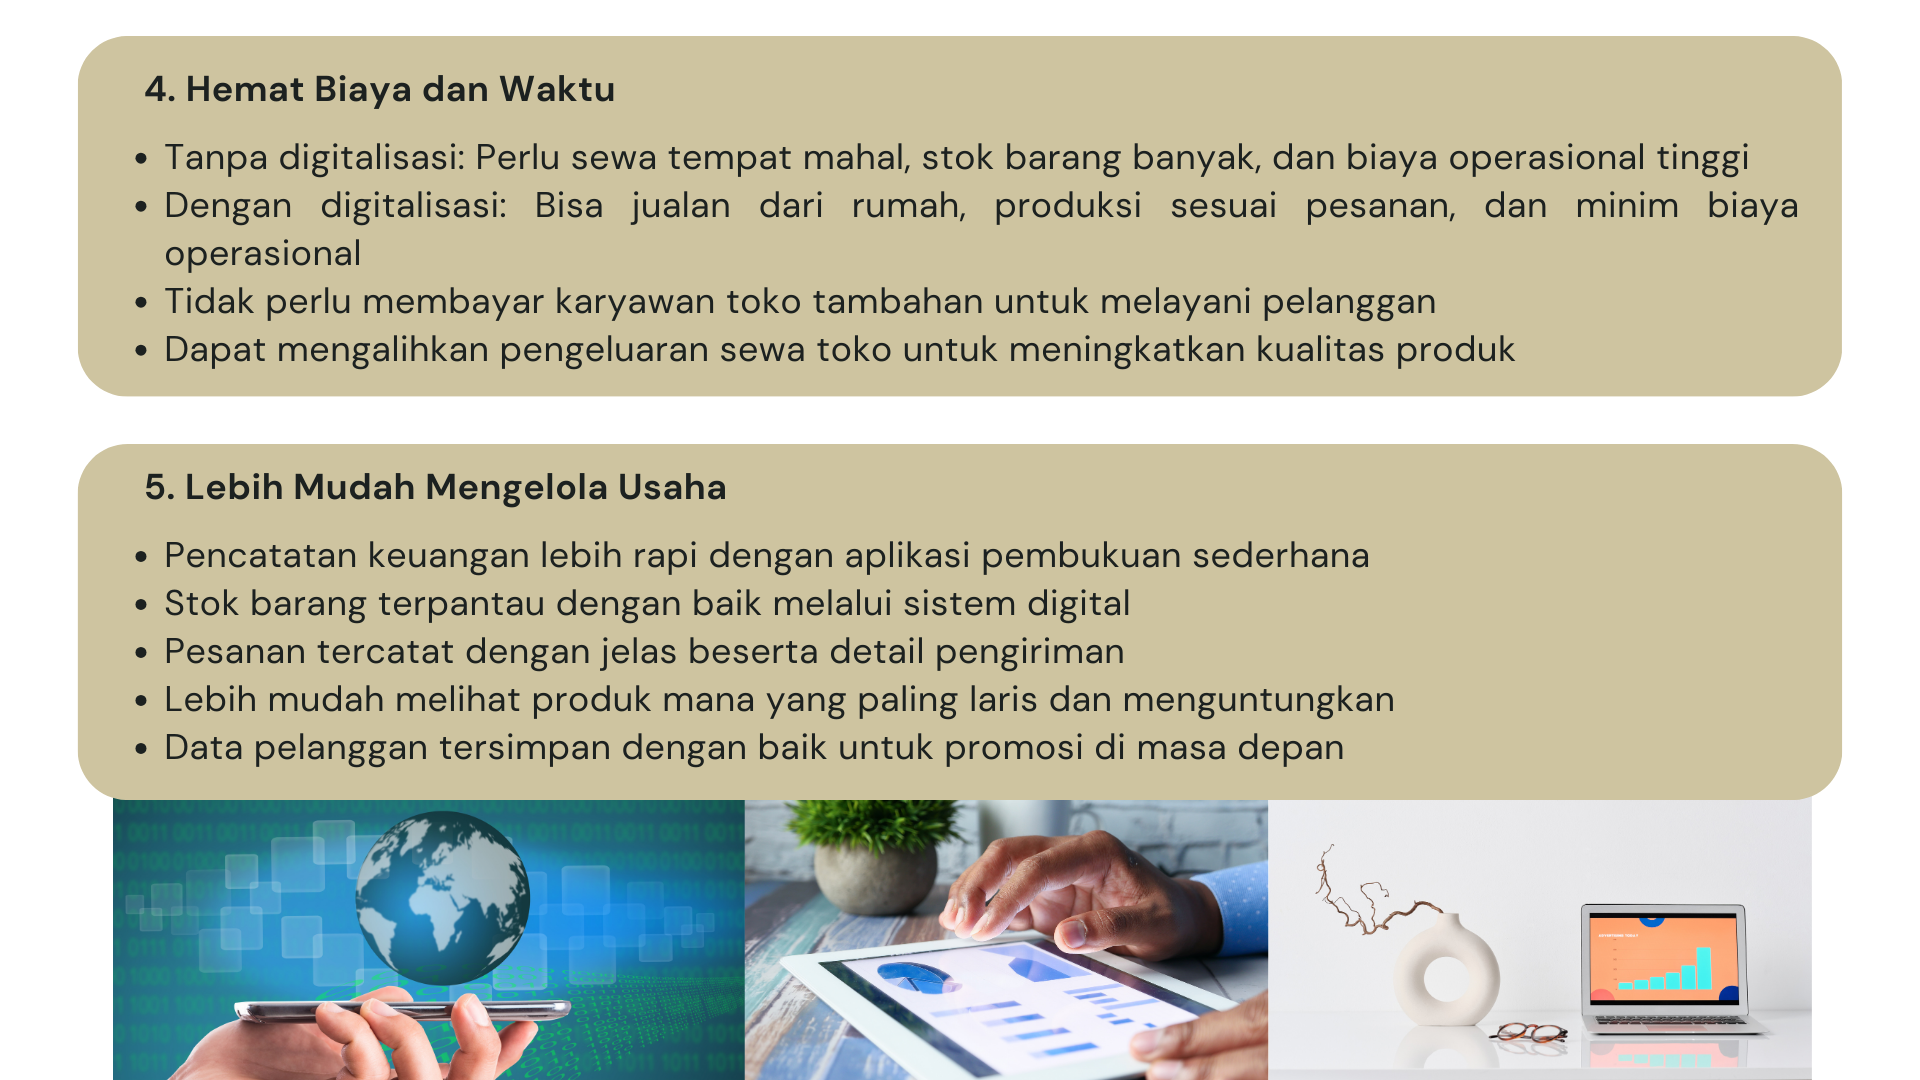 4. Hemat Biaya dan Waktu
• Tanpa digitalisasi: Perlu sewa tempat mahal, stok barang banyak, dan biaya operasional tinggi
• Dengan digitalisasi: Bisa jualan dari rumah, produksi sesuai pesanan, dan minim biaya
operasional
• Tidak perlu membayar karyawan toko tambahan untuk melayani pelanggan
• Dapat mengalihkan pengeluaran sewa toko untuk meningkatkan kualitas produk
5. Lebih Mudah Mengelola Usaha
• Pencatatan keuangan lebih rapi dengan aplikasi pembukuan sederhana
• Stok barang terpantau dengan baik melalui sistem digital
• Pesanan tercatat dengan jelas beserta detail pengiriman
• Lebih mudah melihat produk mana yang paling laris dan menguntungkan
• Data pelanggan tersimpan dengan baik untuk promosi di masa depan